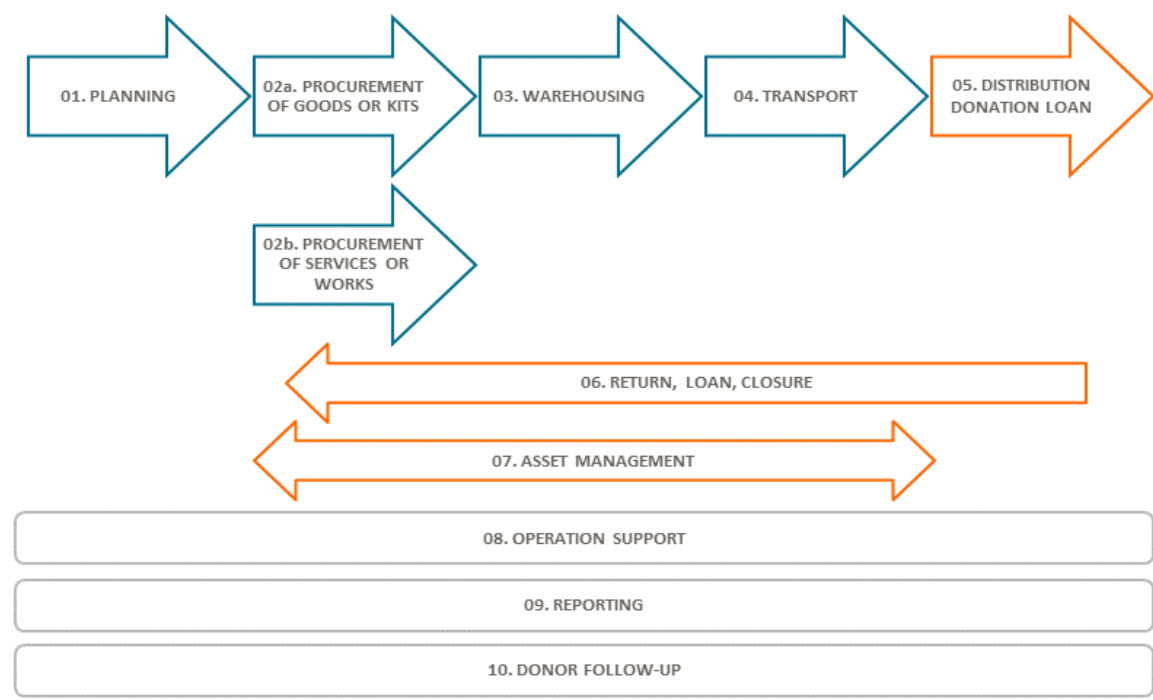 01. PLANNING
02a. PROCUREMENT
OF GOODS OR KITS
03. WAREHOUSING
04. TRANSPORT
05. DISTRIBUTION
DONATION LOAN
02b. PROCUREMENT
OF SERVICES OR
WORKS
06. RETURN, LOAN, CLOSURE
07. ASSET MANAGEMENT
08. OPERATION SUPPORT
09. REPORTING
10. DONOR FOLLOW-UP